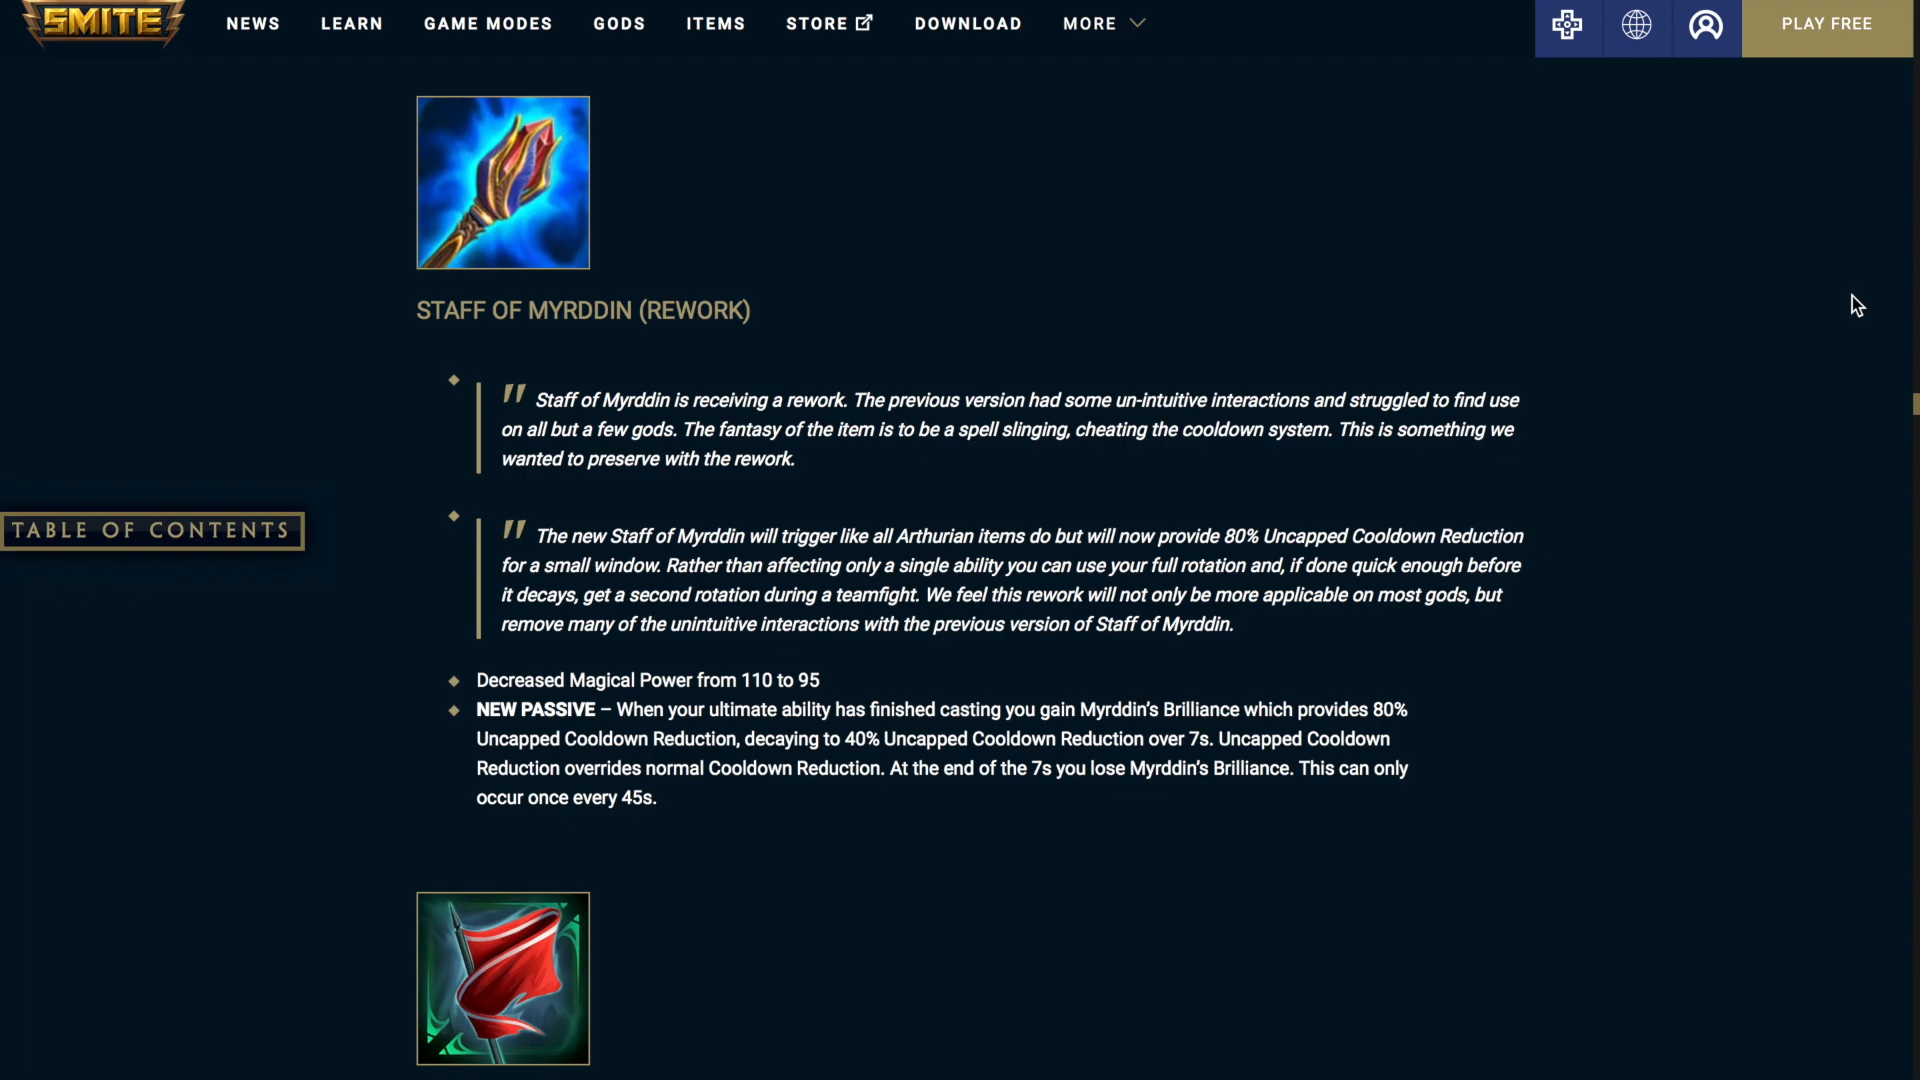 SMITE
NEWS
LEARN
GAME MODES
GODS
ITEMS
STORE
DOWNLOAD
MORE
PLAY FREE
STAFF OF MYRDDIN (REWORK)
" Staff of Myrddin is receiving a rework. The previous version had some un-intuitive interactions and struggled to find use
on all but a few gods. The fantasy of the item is to be a spell slinging, cheating the cooldown system. This is something we
wanted to preserve with the rework.
TABLE OF CONTENTS
" The new Staff of Myrddin will trigger like all Arthurian items do but will now provide 80% Uncapped Cooldown Reduction
for a small window. Rather than affecting only a single ability you can use your full rotation and, if done quick enough before
it decays, get a second rotation during a teamfight. We feel this rework will not only be more applicable on most gods, but
remove many of the unintuitive interactions with the previous version of Staff of Myrddin.
Decreased Magical Power from 110 to 95
NEW PASSIVE – When your ultimate ability has finished casting you gain Myrddin’s Brilliance which provides 80%
Uncapped Cooldown Reduction, decaying to 40% Uncapped Cooldown Reduction over 7s. Uncapped Cooldown
Reduction overrides normal Cooldown Reduction. At the end of the 7s you lose Myrddin’s Brilliance. This can only
occur once every 45s.